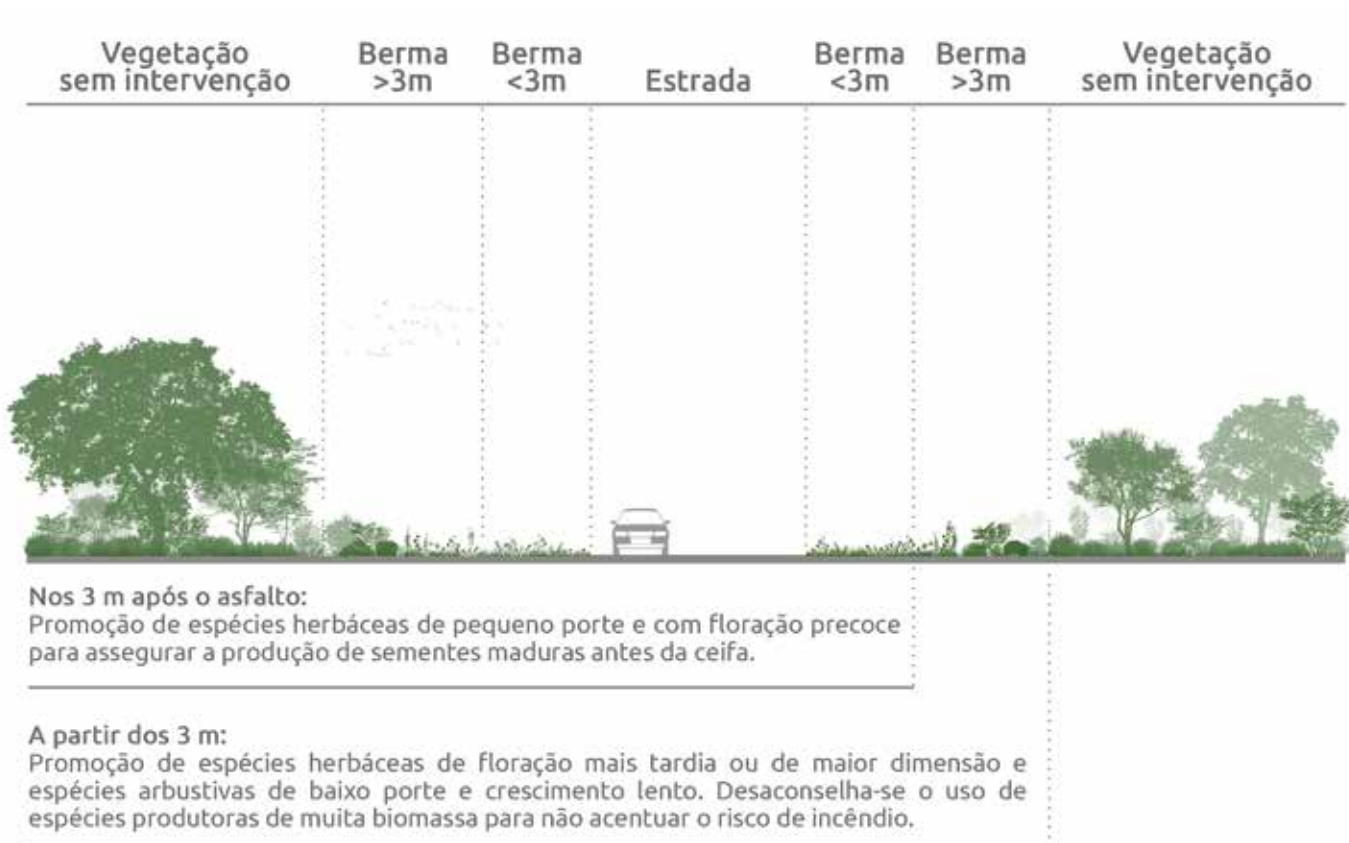 Vegetação
sem intervenção
Berma
>3m
Berma
<3m
Estrada
Berma
<3m
Berma
>3m
Vegetação
sem intervenção
Nos 3 m após o asfalto:
Promoção de espécies herbáceas de pequeno porte e com floração precoce
para assegurar a produção de sementes maduras antes da ceifa.
A partir dos 3 m:
Promoção de espécies herbáceas de floração mais tardia ou de maior dimensão e
espécies arbustivas de baixo porte e crescimento lento. Desaconselha-se o uso de
espécies produtoras de muita biomassa para não acentuar o risco de incêndio.